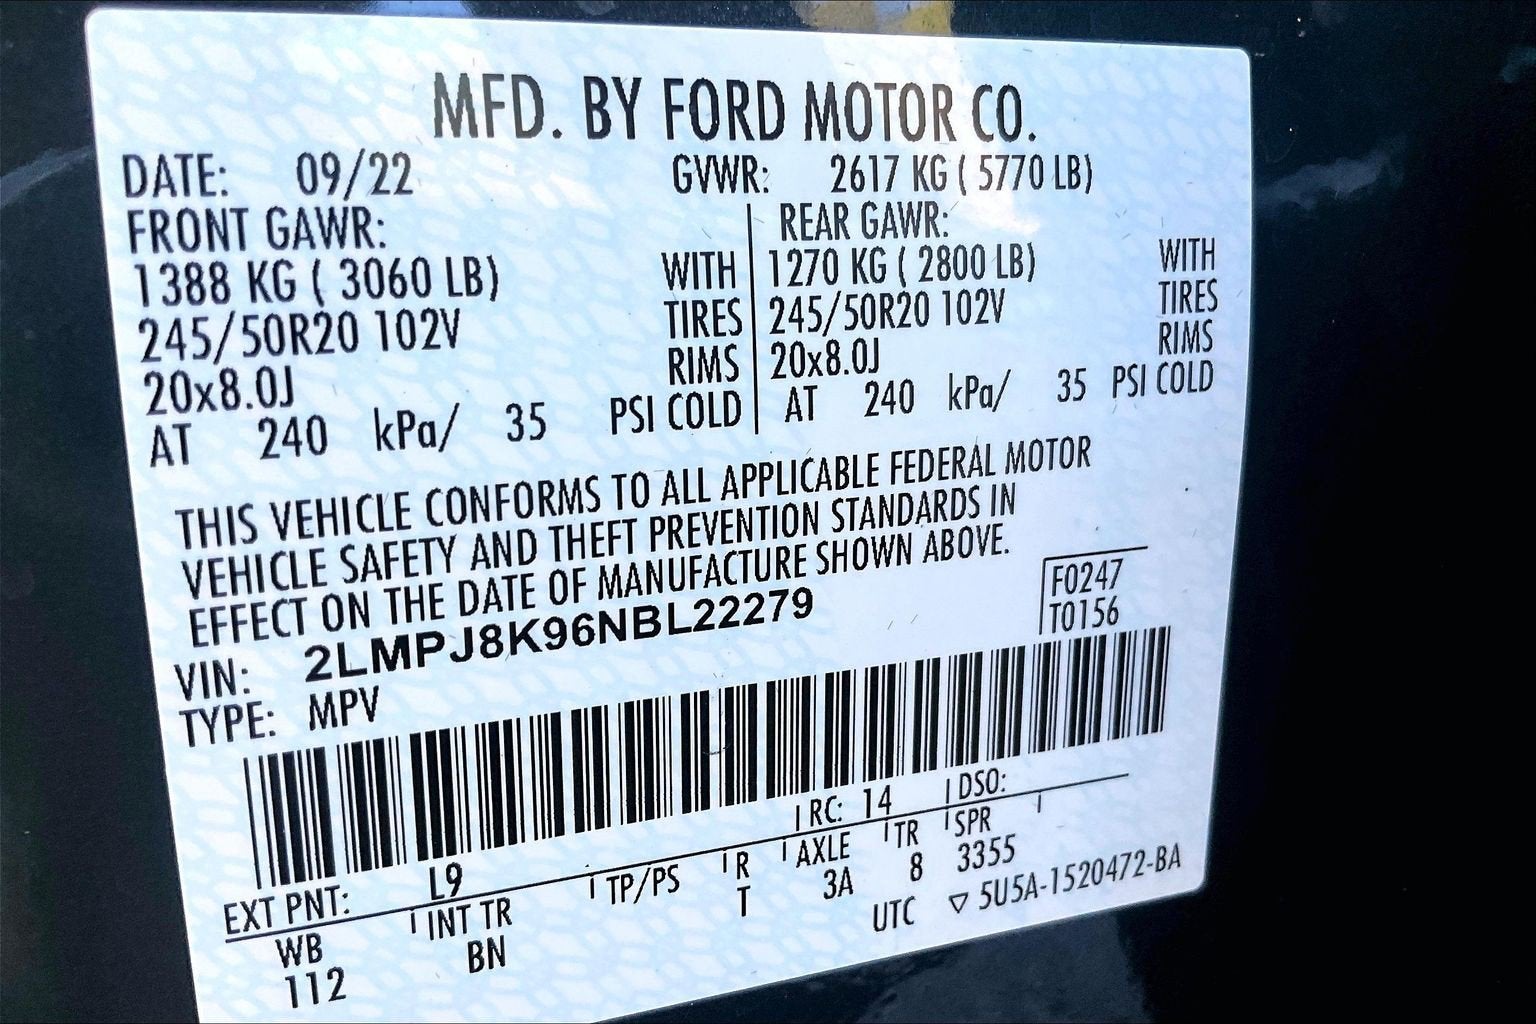 MFD. BY FORD MOTOR CO.
DATE: 09/22 GVWR: 2617 KG ( 5770 LB)
FRONT GAWR: REAR GAWR:
1388 KG ( 3060 LB) WITH 1270 KG ( 2800 LB) WITH
245/50R20 102V TIRES 245/50R20 102V TIRES
20x8.0J RIMS 20x8.0J RIMS
AT 240 kPa/ 35 PSI COLD AT 240 kPa/ 35 PSI COLD
THIS VEHICLE CONFORMS TO ALL APPLICABLE FEDERAL MOTOR
VEHICLE SAFETY AND THEFT PREVENTION STANDARDS IN
EFFECT ON THE DATE OF MANUFACTURE SHOWN ABOVE.
F0247
VIN: 2LMPJ8K96NBL22279 T0156
TYPE: MPV
EXT PNT: L9 RC: 14 DSO:
WB INT TR TP/PS R AXLE TR SPR
112 BN T 3A 8 3355
UTC ▽ 5U5A-1520472-BA